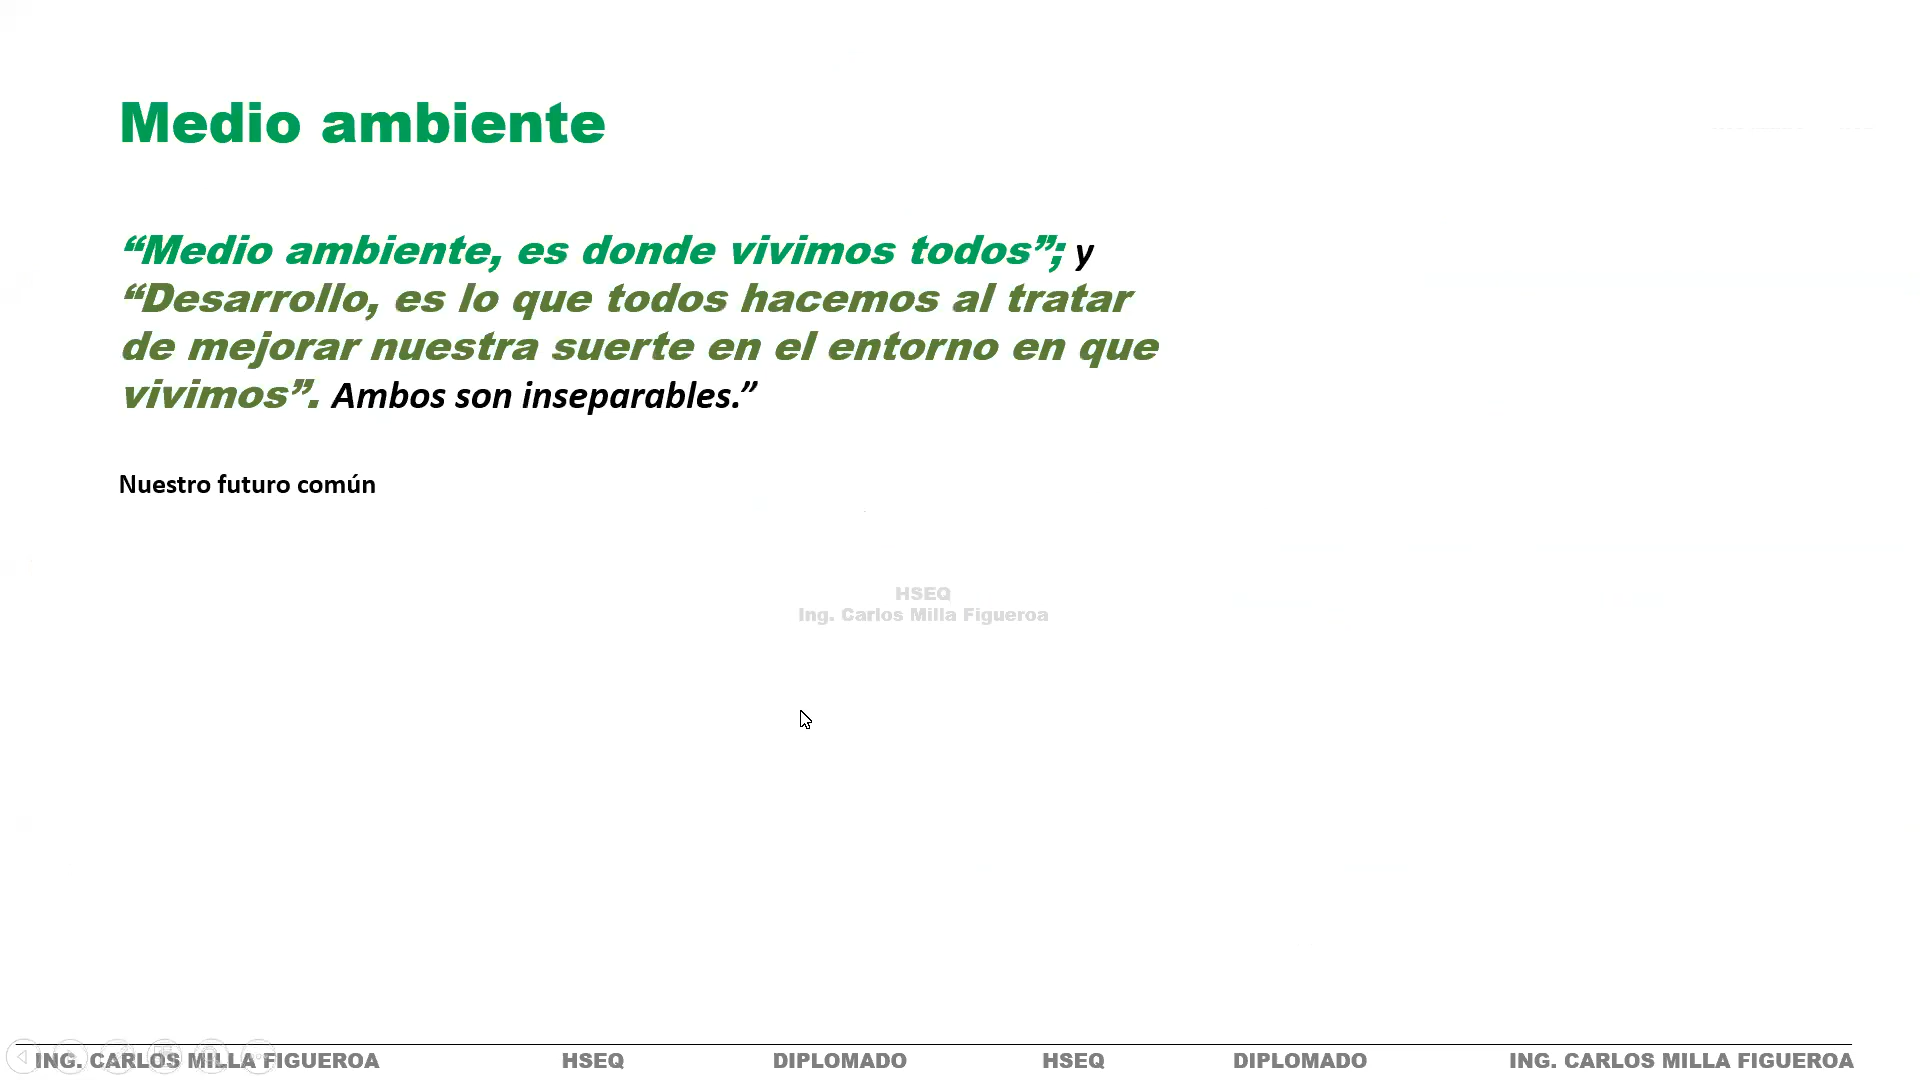 Medio ambiente
“Medio ambiente, es donde vivimos todos”; y
“Desarrollo, es lo que todos hacemos al tratar
de mejorar nuestra suerte en el entorno en que
vivimos”. Ambos son inseparables.”
Nuestro futuro común
HSEQ
Ing. Carlos Milla Figueroa
ING. CARLOS MILLA FIGUEROA HSEQ DIPLOMADO HSEQ DIPLOMADO ING. CARLOS MILLA FIGUEROA